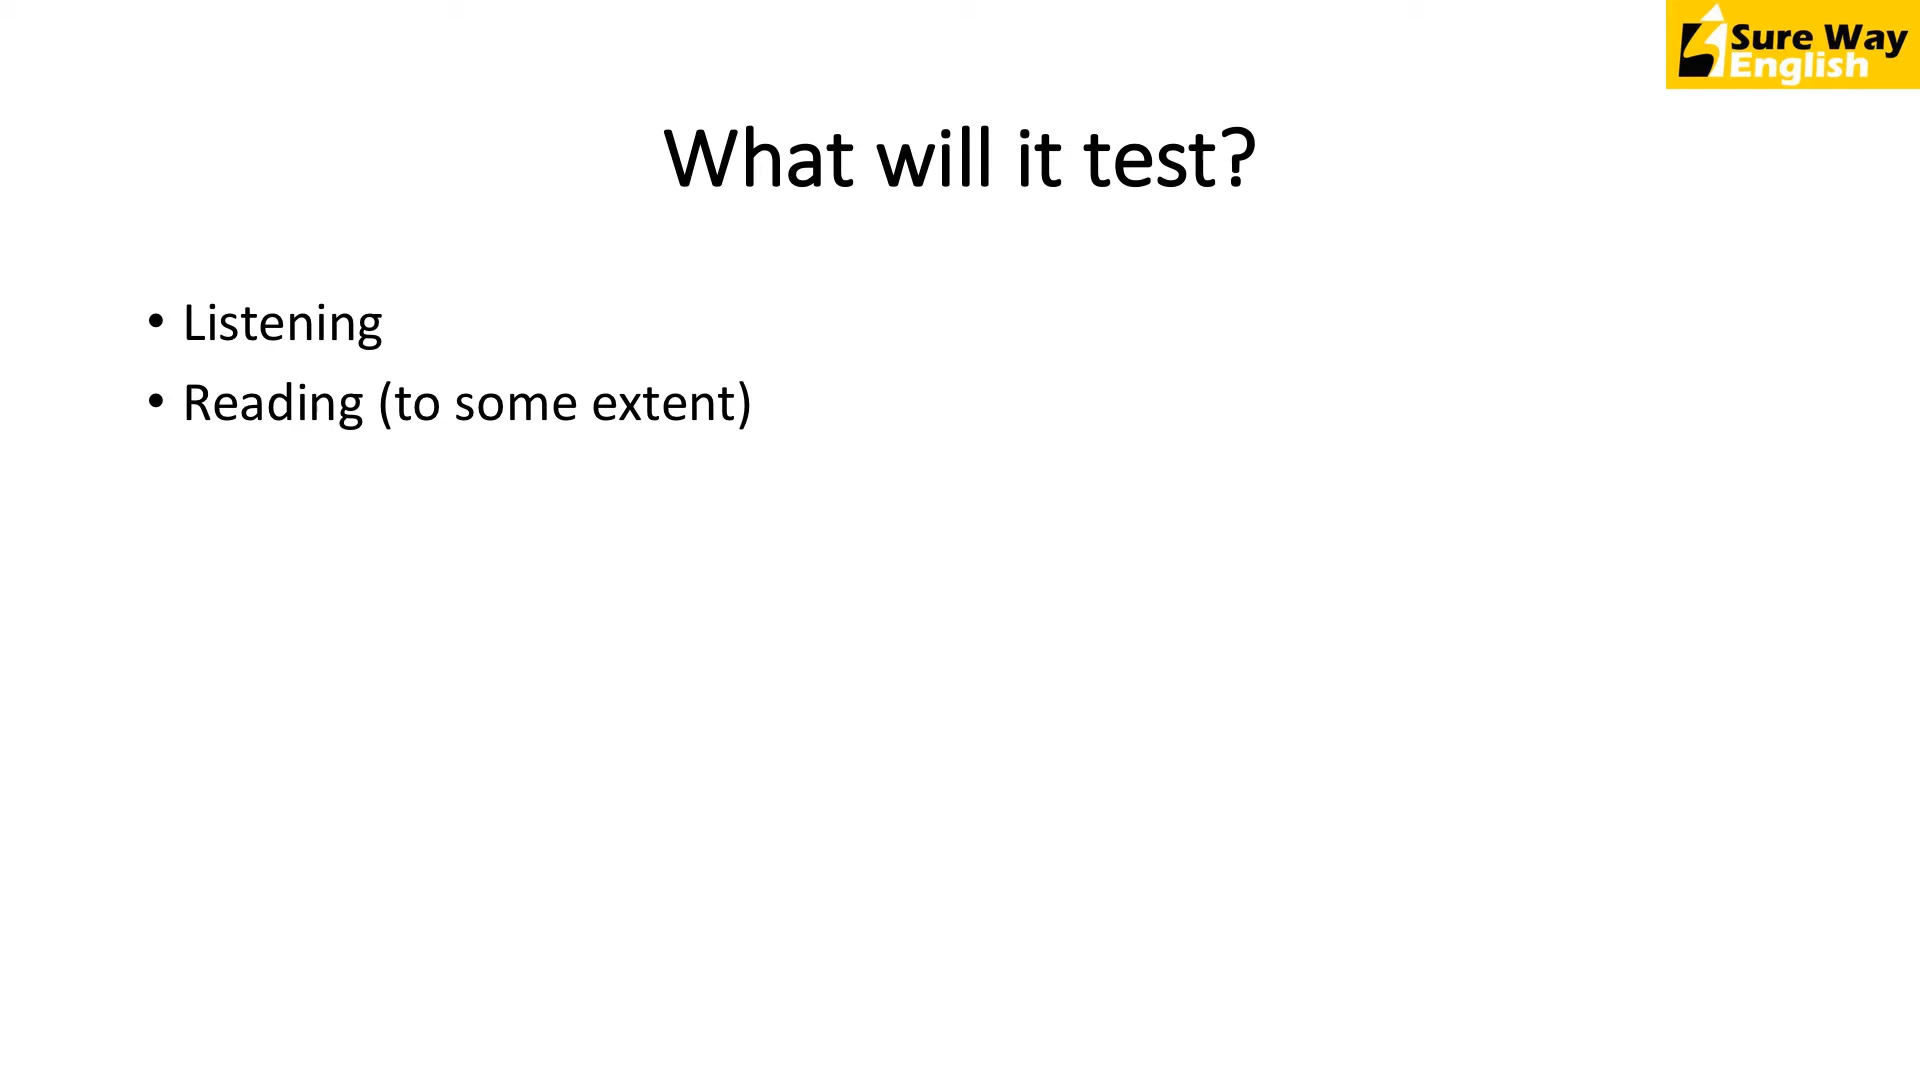 Sure Way
English
What will it test?
• Listening
• Reading (to some extent)